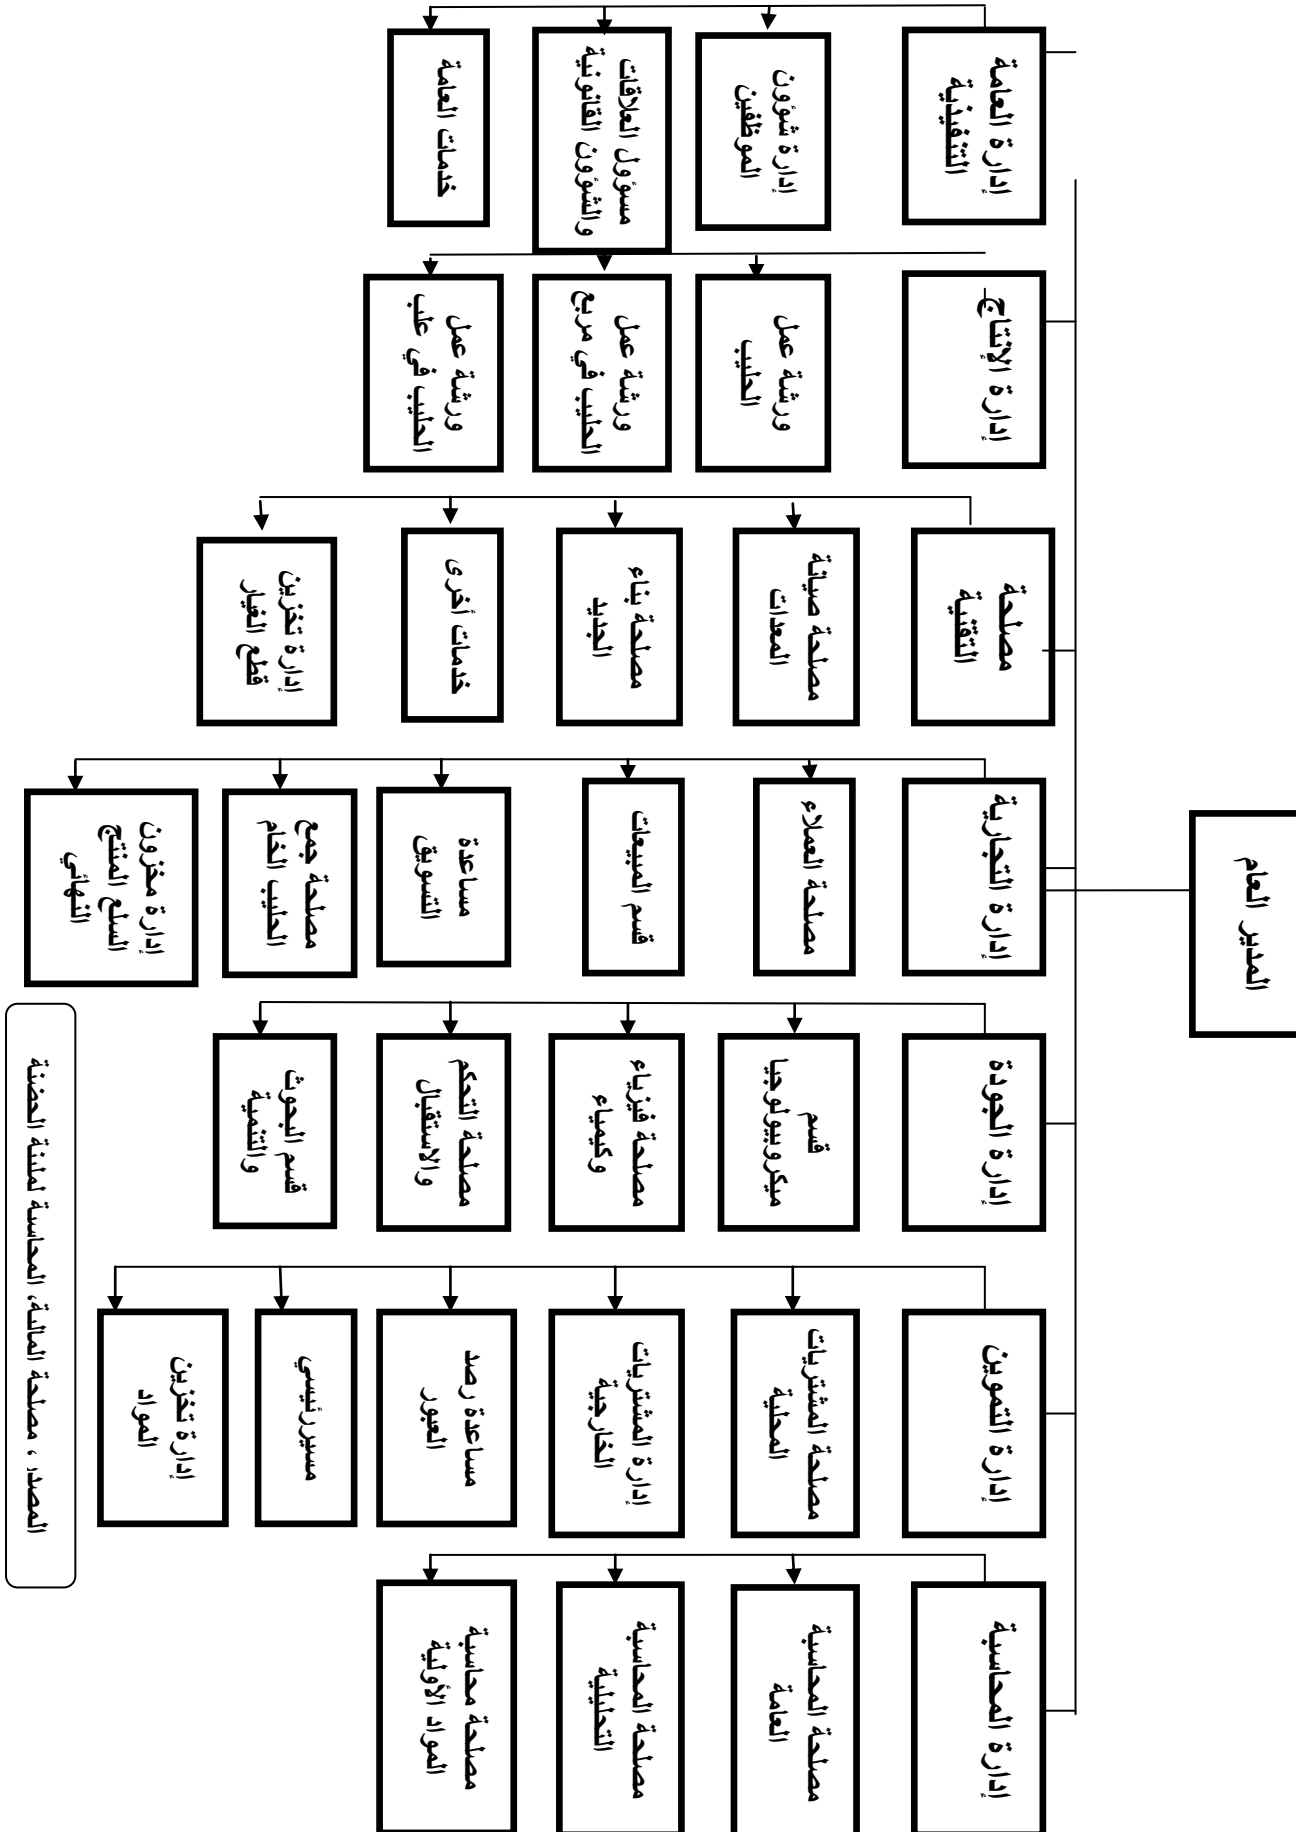 المدير العام
إدارة العامة
التنفيذية
إدارة شؤون
الموظفين
مسؤول العلاقات
والشؤون القانونية
خدمات العامة
إدارة الإنتاج
ورشة عمل
الحليب
ورشة عمل
الحليب في مربع
ورشة عمل
الحليب في علب
مصلحة
التقنية
مصلحة صيانة
المعدات
مصلحة بناء
الجديد
خدمات أخرى
إدارة تخزين
قطع الغيار
إدارة التجارية
مصلحة العملاء
قسم المبيعات
مساعدة
التسويق
مصلحة جمع
الحليب الخام
إدارة مخزون
السلع المنتج
النهائي
إدارة الجودة
قسم
ميكروبيولوجيا
مصلحة فيزياء
وكيمياء
مصلحة التحكم
والاستقبال
قسم البحوث
والتنمية
إدارة التموين
مصلحة المشتريات
المحلية
إدارة المشتريات
الخارجية
مساعدة رصد
العبور
مسير رئيسي
إدارة تخزين
المواد
إدارة المحاسبة
مصلحة المحاسبة
العامة
مصلحة المحاسبة
التحليلية
مصلحة محاسبة
المواد الأولية
المصدر ، مصلحة المالية، المحاسبة لملبنة الحضنة